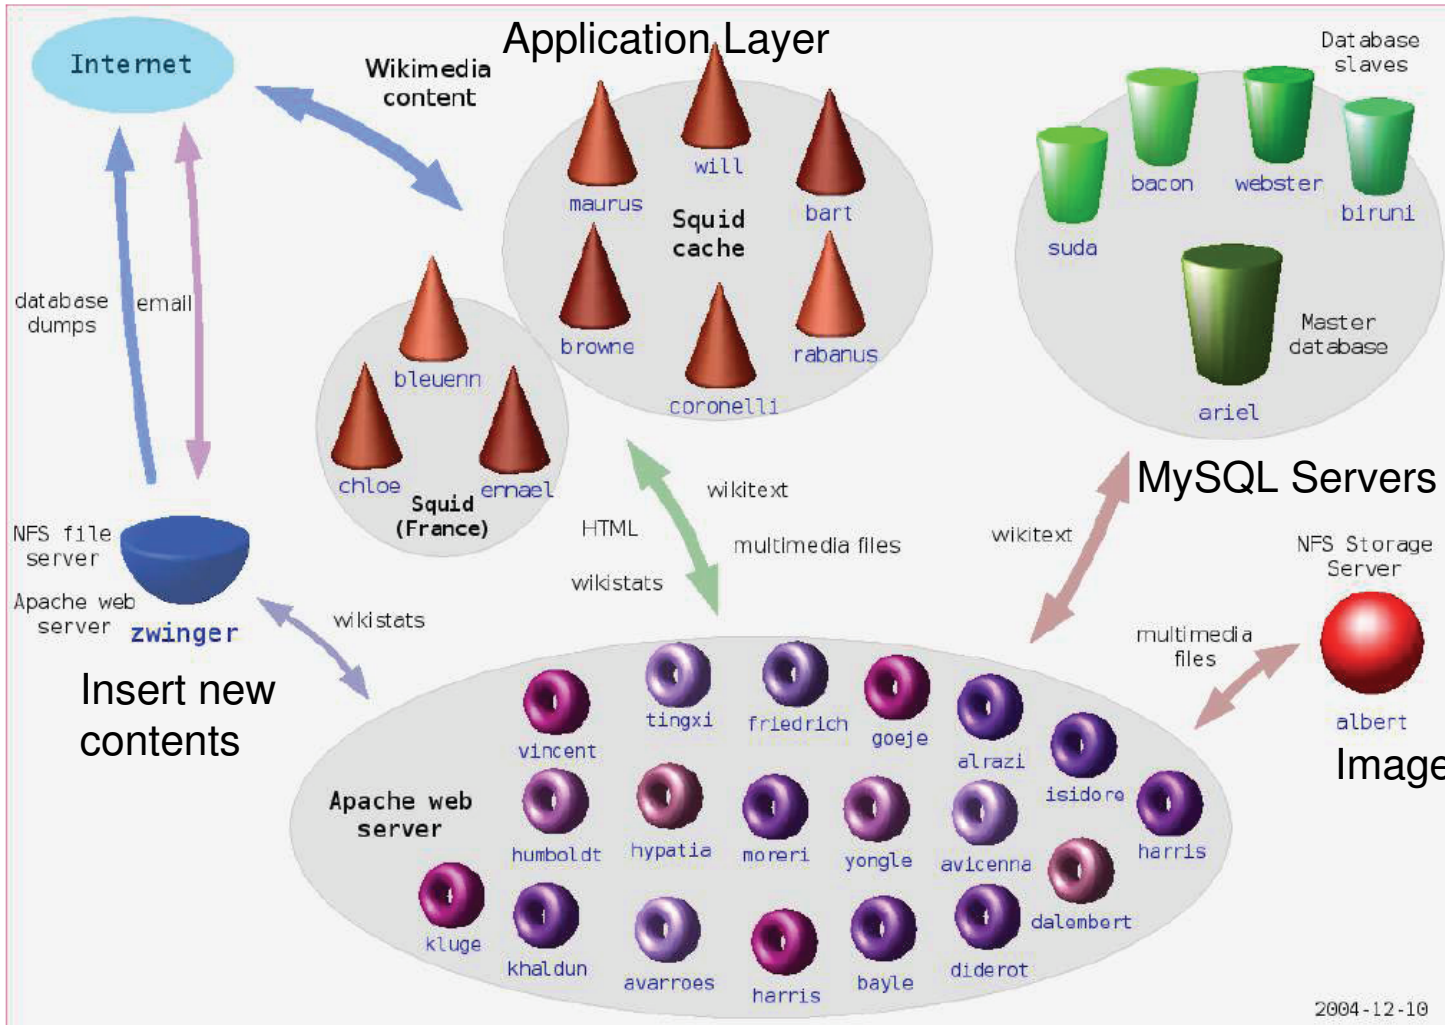 Application Layer
Internet
Wikimedia
content
Database
slaves
will
maurus
bart
Squid
cache
browne
rabanus
coronelli
bacon
webster
biruni
suda
Master
database
ariel
MySQL Servers
database
dumps
email
bleuenn
chloe
ennael
Squid
(France)
wikitext
HTML
multimedia files
wikistats
wikitext
NFS file
server
Apache web
server
zwinger
wikistats
Insert new
contents
NFS Storage
Server
multimedia
files
albert
Image
Apache web
server
vincent
tingxi
friedrich
goeje
alrazi
isidore
harris
humboldt
hypatia
moreri
yongle
avicenna
dalembert
kluge
khaldun
avarroes
harris
bayle
diderot
2004-12-10